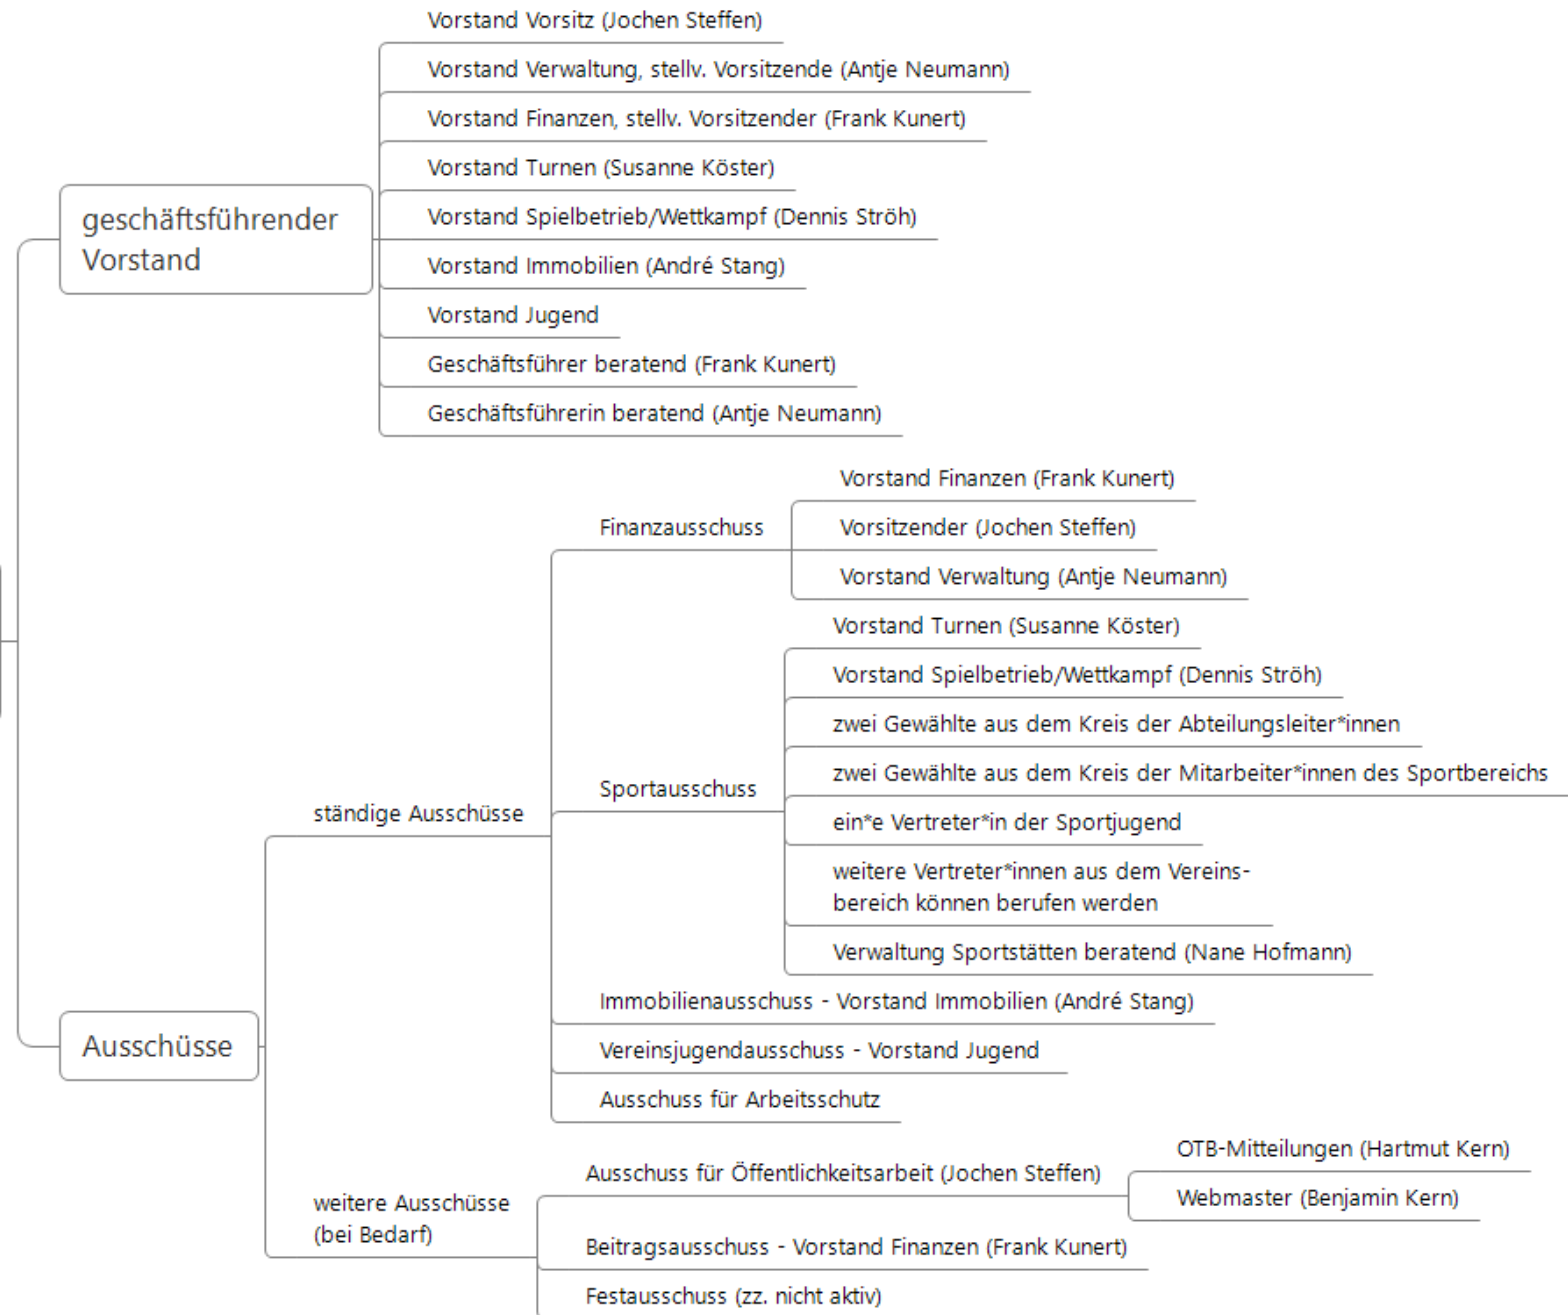 Vorstand Vorsitz (Jochen Steffen)
Vorstand Verwaltung, stellv. Vorsitzende (Antje Neumann)
Vorstand Finanzen, stellv. Vorsitzender (Frank Kunert)
Vorstand Turnen (Susanne Köster)
geschäftsführender
Vorstand
Vorstand Spielbetrieb/Wettkampf (Dennis Ströh)
Vorstand Immobilien (André Stang)
Vorstand Jugend
Geschäftsführer beratend (Frank Kunert)
Geschäftsführerin beratend (Antje Neumann)
Ausschüsse
ständige Ausschüsse
Finanzausschuss
Vorstand Finanzen (Frank Kunert)
Vorsitzender (Jochen Steffen)
Vorstand Verwaltung (Antje Neumann)
Sportausschuss
Vorstand Turnen (Susanne Köster)
Vorstand Spielbetrieb/Wettkampf (Dennis Ströh)
zwei Gewählte aus dem Kreis der Abteilungsleiter*innen
zwei Gewählte aus dem Kreis der Mitarbeiter*innen des Sportbereichs
ein*e Vertreter*in der Sportjugend
weitere Vertreter*innen aus dem Vereins-
bereich können berufen werden
Verwaltung Sportstätten beratend (Nane Hofmann)
Immobilienausschuss - Vorstand Immobilien (André Stang)
Vereinsjugendausschuss - Vorstand Jugend
Ausschuss für Arbeitsschutz
weitere Ausschüsse
(bei Bedarf)
Ausschuss für Öffentlichkeitsarbeit (Jochen Steffen)
OTB-Mitteilungen (Hartmut Kern)
Webmaster (Benjamin Kern)
Beitragsausschuss - Vorstand Finanzen (Frank Kunert)
Festausschuss (zz. nicht aktiv)